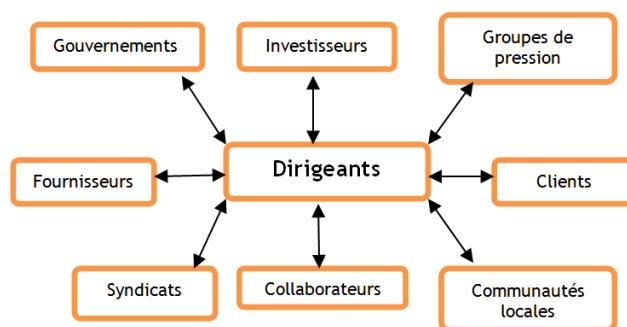 Gouvernements
Investisseurs
Groupes de
pression
Fournisseurs
Dirigeants
Clients
Syndicats
Collaborateurs
Communautés
locales